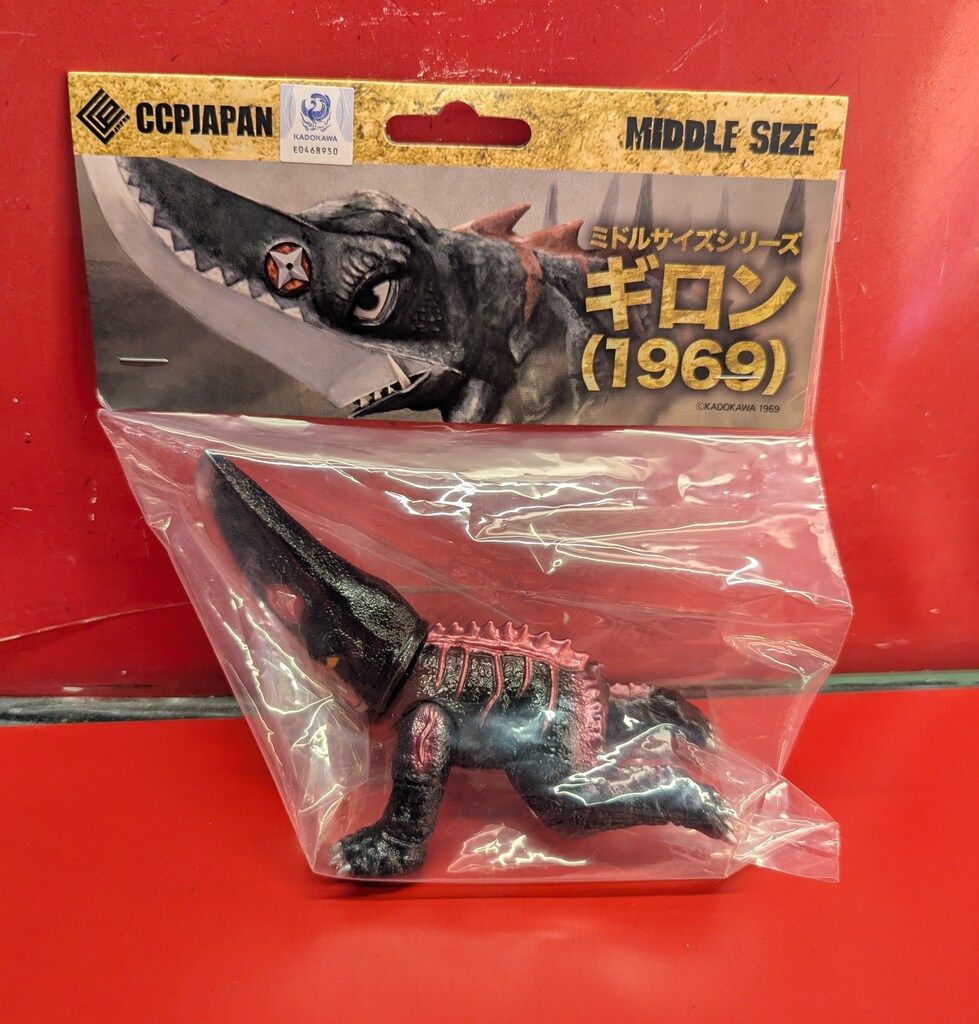 CCPJAPAN
KADOKAWA
E0468950
MIDDLE SIZE
ミドルサイズシリーズ
ギロン
(1969)
©KADOKAWA 1969